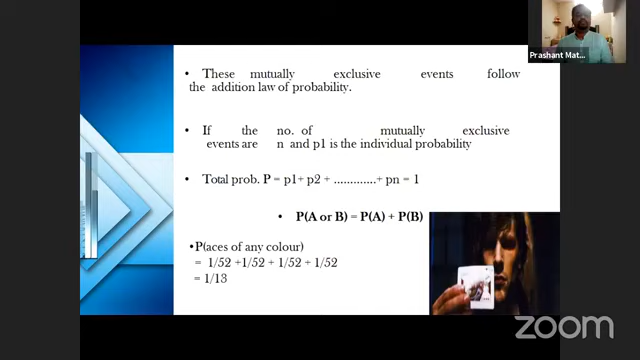 Prashant Mat...
• These mutually exclusive events follow
the addition law of probability.
• If the no. of mutually exclusive
events are n and p1 is the individual probability
• Total prob. P = p1+ p2 + .............+ pn = 1
• P(A or B) = P(A) + P(B)
•P(aces of any colour)
= 1/52 +1/52 + 1/52 + 1/52
= 1/13
zoom